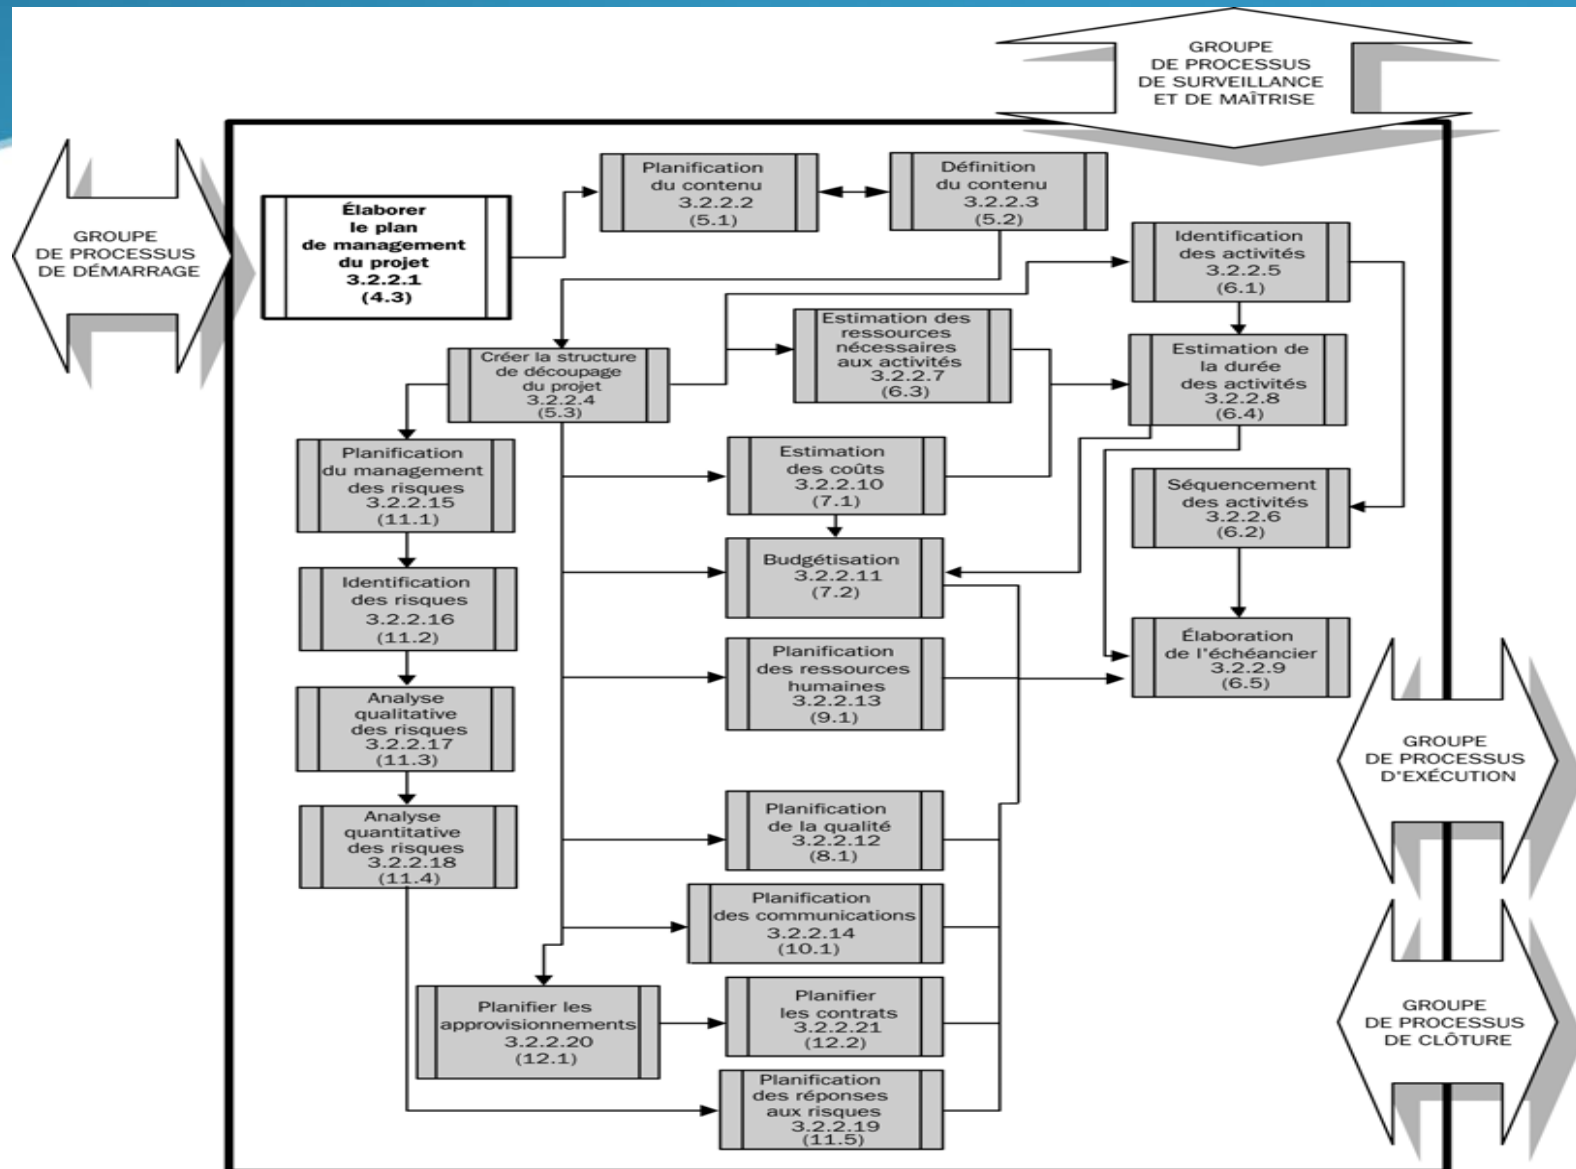 GROUPE
DE PROCESSUS
DE SURVEILLANCE
ET DE MAÎTRISE
GROUPE
DE PROCESSUS
DE DÉMARRAGE
Élaborer
le plan
de management
du projet
3.2.2.1
(4.3)
Planification
du contenu
3.2.2.2
(5.1)
Définition
du contenu
3.2.2.3
(5.2)
Identification
des activités
3.2.2.5
(6.1)
Estimation des
ressources
nécessaires
aux activités
3.2.2.7
(6.3)
Estimation de
la durée
des activités
3.2.2.8
(6.4)
Créer la structure
de découpage
du projet
3.2.2.4
(5.3)
Planification
du management
des risques
3.2.2.15
(11.1)
Estimation
des coûts
3.2.2.10
(7.1)
Séquencement
des activités
3.2.2.6
(6.2)
Identification
des risques
3.2.2.16
(11.2)
Budgétisation
3.2.2.11
(7.2)
Planification
des ressources
humaines
3.2.2.13
(9.1)
Élaboration
de l'échéancier
3.2.2.9
(6.5)
Analyse
qualitative
des risques
3.2.2.17
(11.3)
GROUPE
DE PROCESSUS
D'EXÉCUTION
Analyse
quantitative
des risques
3.2.2.18
(11.4)
Planification
de la qualité
3.2.2.12
(8.1)
Planification
des communications
3.2.2.14
(10.1)
Planifier les
approvisionnements
3.2.2.20
(12.1)
Planifier
les contrats
3.2.2.21
(12.2)
GROUPE
DE PROCESSUS
DE CLÔTURE
Planification
des réponses
aux risques
3.2.2.19
(11.5)